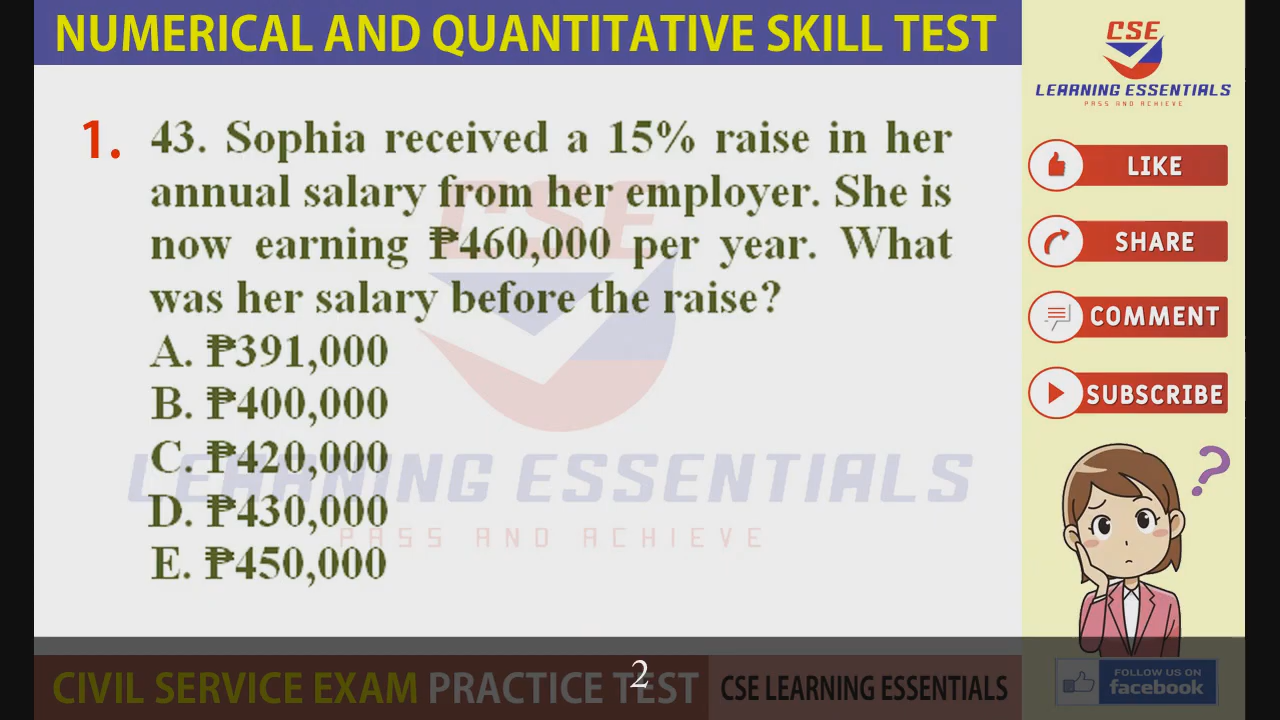 NUMERICAL AND QUANTITATIVE SKILL TEST
CSE
LEARNING ESSENTIALS
PASS AND ACHIEVE
1. 43. Sophia received a 15% raise in her
annual salary from her employer. She is
now earning ₱460,000 per year. What
was her salary before the raise?
A. ₱391,000
B. ₱400,000
C. ₱420,000
D. ₱430,000
E. ₱450,000
CSE
LEARNING ESSENTIALS
PASS AND ACHIEVE
LIKE
SHARE
COMMENT
SUBSCRIBE
?
CIVIL SERVICE EXAM PRACTICE TEST
2
CSE LEARNING ESSENTIALS
FOLLOW US ON
facebook